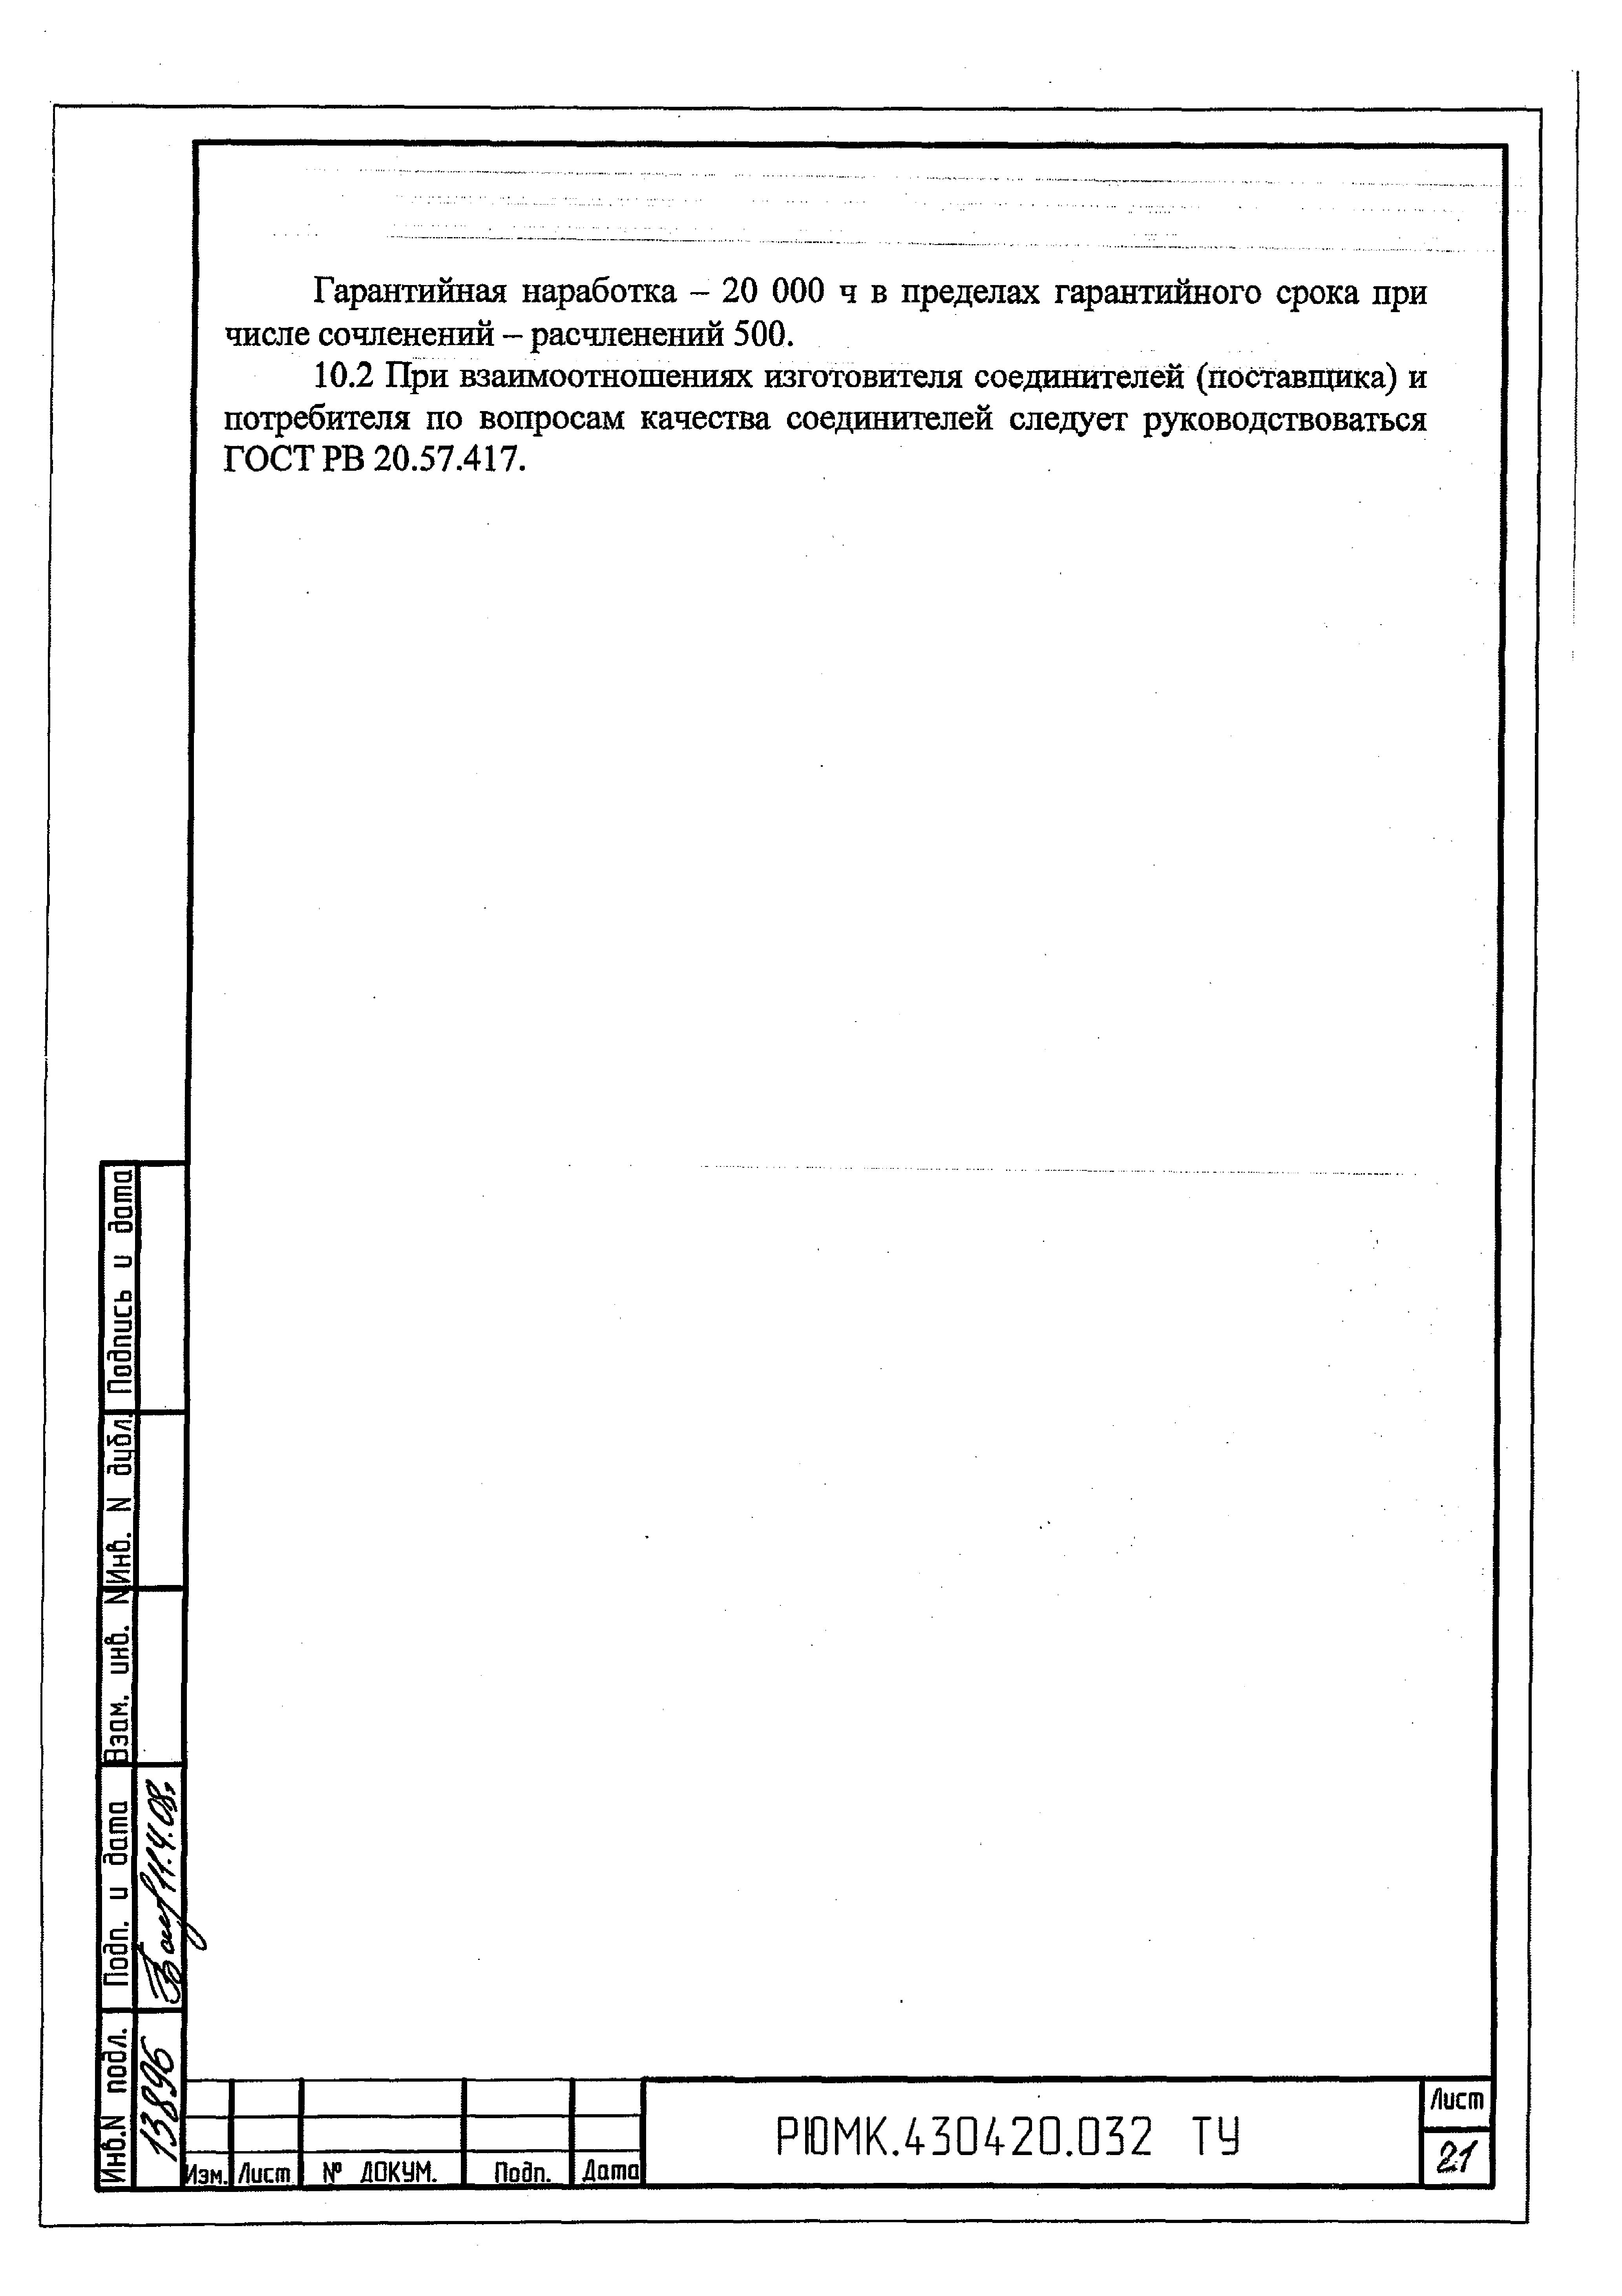 Гарантийная наработка – 20 000 ч в пределах гарантийного срока при
числе сочленений – расчленений 500.
10.2 При взаимоотношениях изготовителя соединителей (поставщика) и
потребителя по вопросам качества соединителей следует руководствоваться
ГОСТ РВ 20.57.417.
Подпись и дата
Инв. N дубл.
Взам. инв. N
Подп. и дата
11.4.08.
Инв.N подл.
13896
Изм. Лист № ДОКУМ. Подп. Дата
РЮМК.430420.032 ТУ
Лист
21